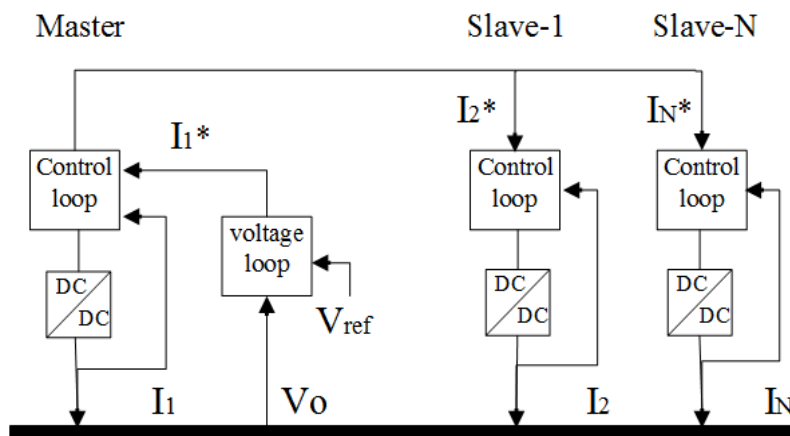 Master
Slave-1
Slave-N
I1*
I2*
IN*
Control
loop
voltage
loop
Control
loop
Control
loop
DC
DC
Vref
DC
DC
DC
DC
I1
Vo
I2
IN